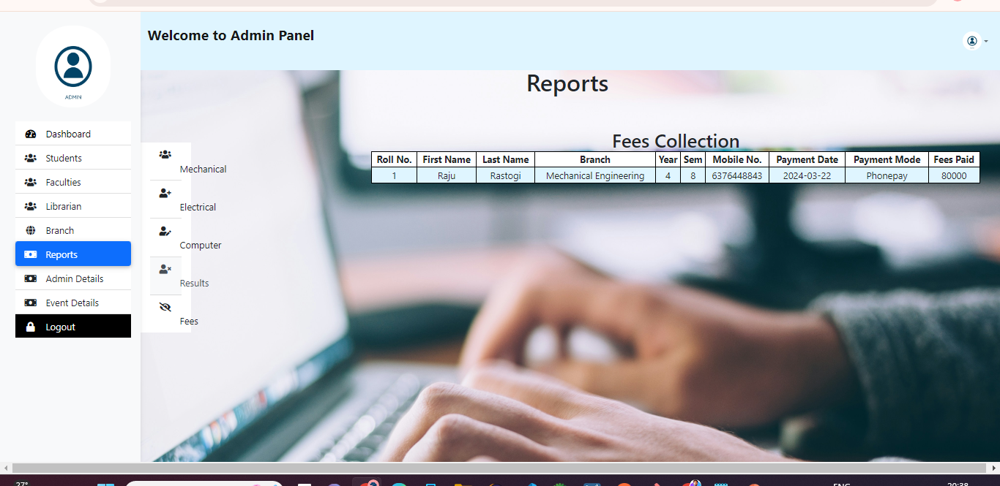 Welcome to Admin Panel
ADMIN
Dashboard
Students
Faculties
Librarian
Branch
Reports
Admin Details
Event Details
Logout
Mechanical
Electrical
Computer
Results
Fees
Reports
Fees Collection
Roll No. First Name Last Name Branch Year Sem Mobile No. Payment Date Payment Mode Fees Paid
1 Raju Rastogi Mechanical Engineering 4 8 6376448843 2024-03-22 Phonepay 80000
27°
ENG
20:38